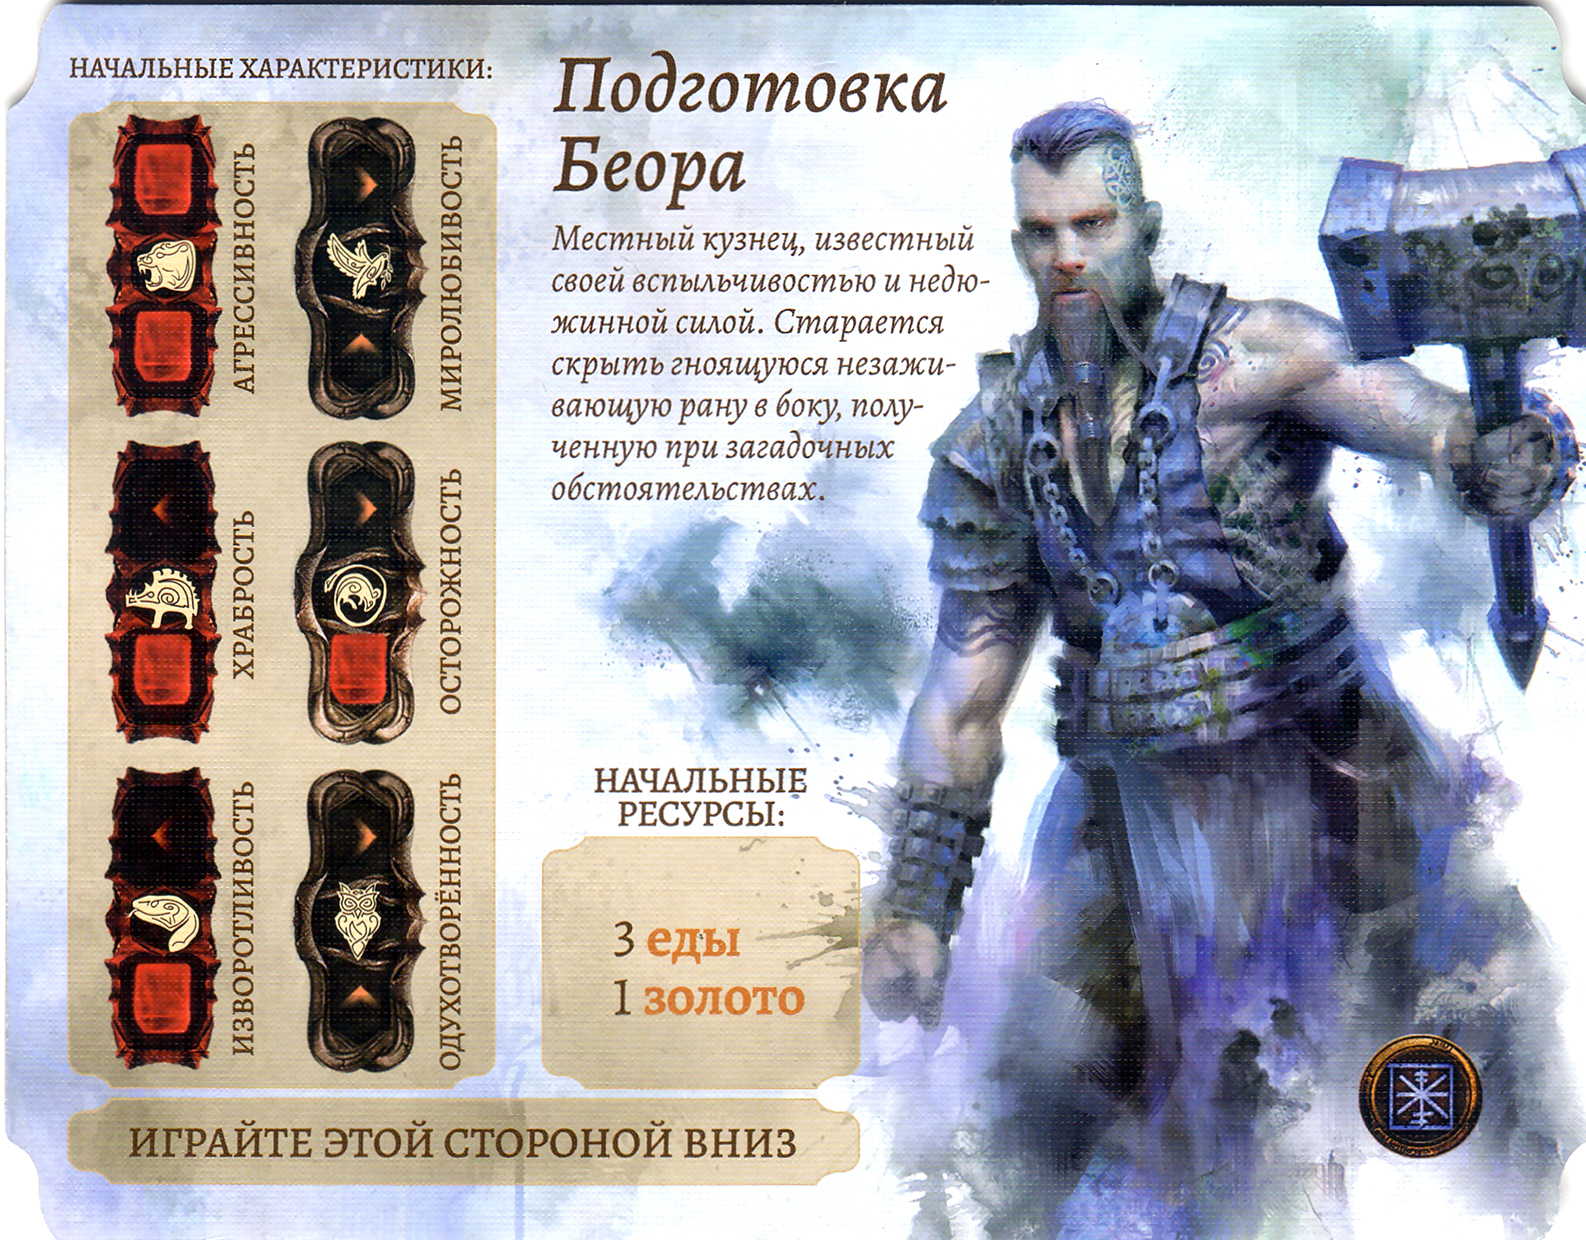 НАЧАЛЬНЫЕ ХАРАКТЕРИСТИКИ:
АГРЕССИВНОСТЬ
МИРОЛЮБИВОСТЬ
ХРАБРОСТЬ
ОСТОРОЖНОСТЬ
ИЗВОРОТЛИВОСТЬ
ОДУХОТВОРЁННОСТЬ
Подготовка
Беора
Местный кузнец, известный
своей вспыльчивостью и недю-
жинной силой. Старается
скрыть гноящуюся незажи-
вающую рану в боку, полу-
ченную при загадочных
обстоятельствах.
НАЧАЛЬНЫЕ
РЕСУРСЫ:
3 еды
1 золото
ИГРАЙТЕ ЭТОЙ СТОРОНОЙ ВНИЗ